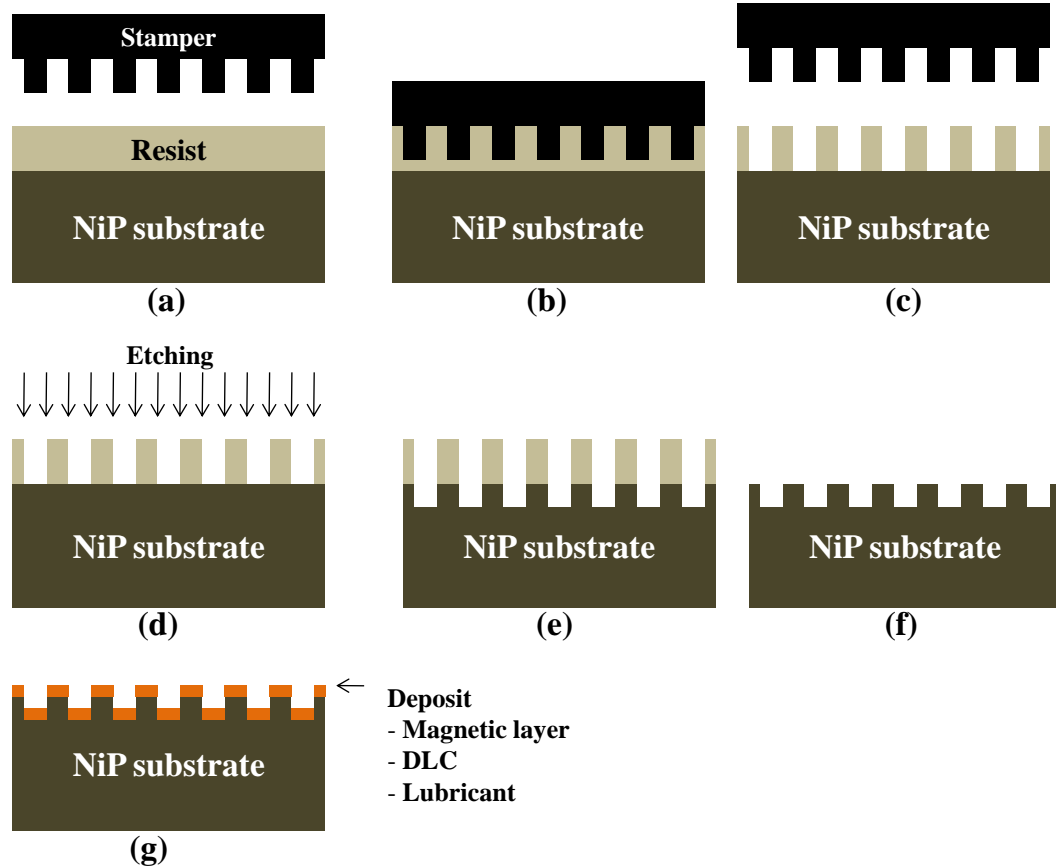 Stamper
Resist
NiP substrate
(a)
NiP substrate
(b)
NiP substrate
(c)
Etching
NiP substrate
(d)
NiP substrate
(e)
NiP substrate
(f)
NiP substrate
(g)
Deposit
- Magnetic layer
- DLC
- Lubricant